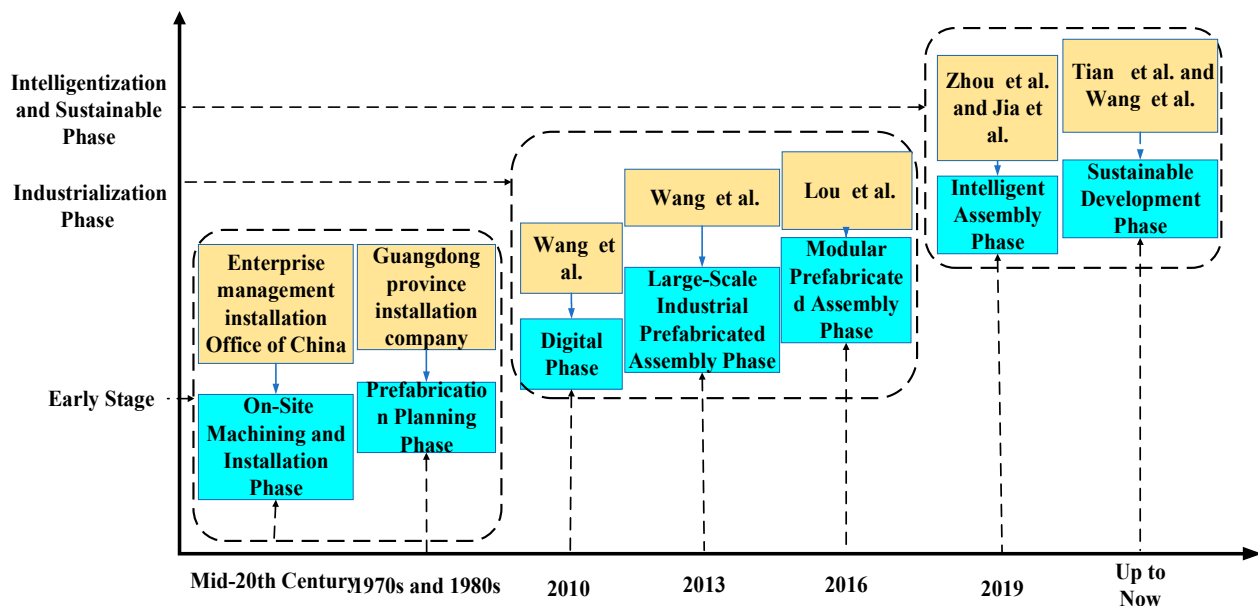 Intelligentization
and Sustainable
Phase
Industrialization
Phase
Early Stage
Enterprise
management
installation
Office of China
On-Site
Machining and
Installation
Phase
Guangdong
province
installation
company
Prefabricatio
n Planning
Phase
Wang et
al.
Digital
Phase
Wang et al.
Large-Scale
Industrial
Prefabricated
Assembly Phase
Lou et al.
Modular
Prefabricate
d Assembly
Phase
Zhou et al.
and Jia et
al.
Intelligent
Assembly
Phase
Tian et al. and
Wang et al.
Sustainable
Development
Phase
Mid-20th Century
1970s and 1980s
2010
2013
2016
2019
Up to
Now